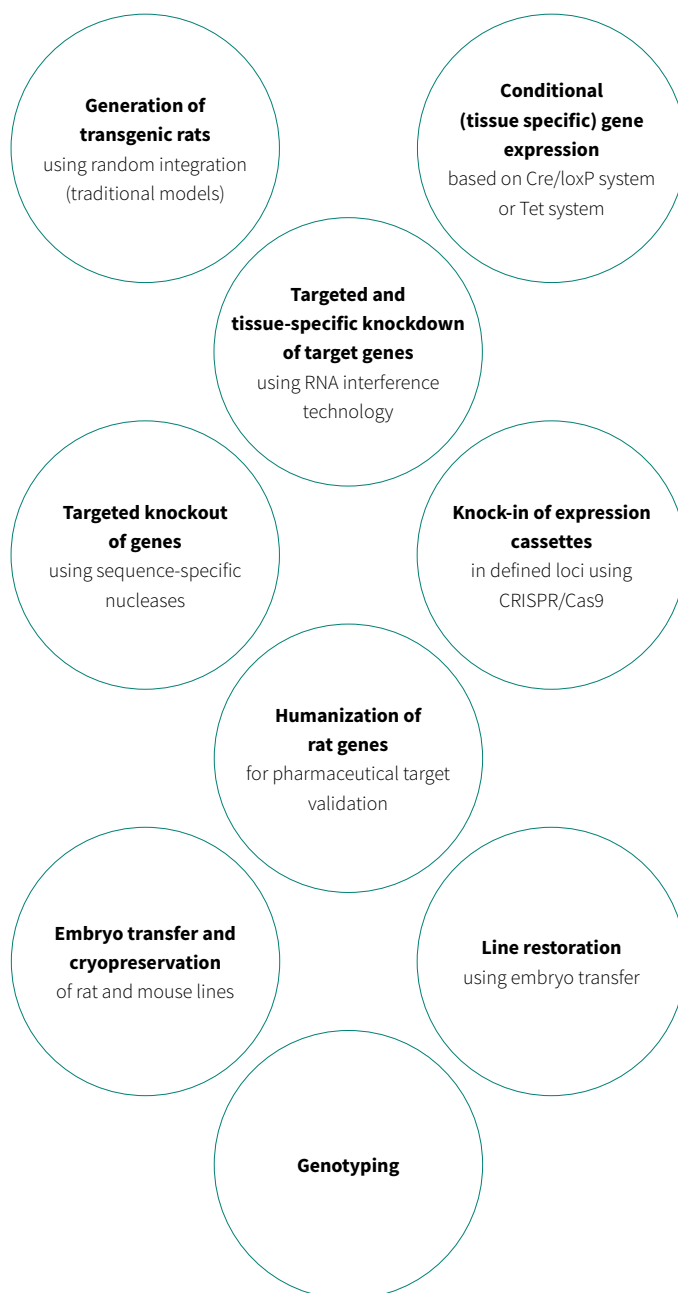 Generation of
transgenic rats
using random integration
(traditional models)
Conditional
(tissue specific) gene
expression
based on Cre/loxP system
or Tet system
Targeted and
tissue-specific knockdown
of target genes
using RNA interference
technology
Targeted knockout
of genes
using sequence-specific
nucleases
Knock-in of expression
cassettes
in defined loci using
CRISPR/Cas9
Humanization of
rat genes
for pharmaceutical target
validation
Embryo transfer and
cryopreservation
of rat and mouse lines
Line restoration
using embryo transfer
Genotyping